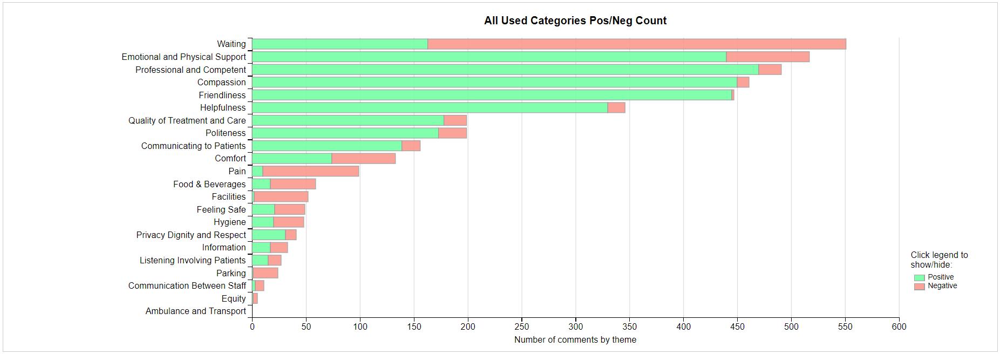 All Used Categories Pos/Neg Count
Waiting
Emotional and Physical Support
Professional and Competent
Compassion
Friendliness
Helpfulness
Quality of Treatment and Care
Politeness
Communicating to Patients
Comfort
Pain
Food & Beverages
Facilities
Feeling Safe
Hygiene
Privacy Dignity and Respect
Information
Listening Involving Patients
Parking
Communication Between Staff
Equity
Ambulance and Transport
0 50 100 150 200 250 300 350 400 450 500 550 600
Number of comments by theme
Click legend to
show/hide:
Positive
Negative